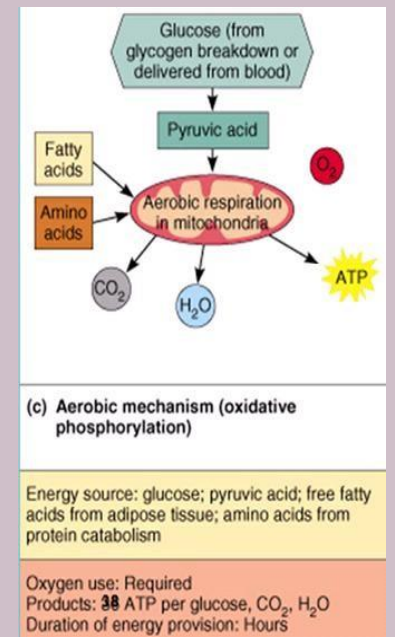 Glucose (from
glycogen breakdown or
delivered from blood)
Pyruvic acid
Fatty
acids
O₂
Amino
acids
Aerobic respiration
in mitochondria
CO₂
H₂O
ATP
(c) Aerobic mechanism (oxidative
phosphorylation)
Energy source: glucose; pyruvic acid; free fatty
acids from adipose tissue; amino acids from
protein catabolism
Oxygen use: Required
Products: 38 ATP per glucose, CO₂, H₂O
Duration of energy provision: Hours